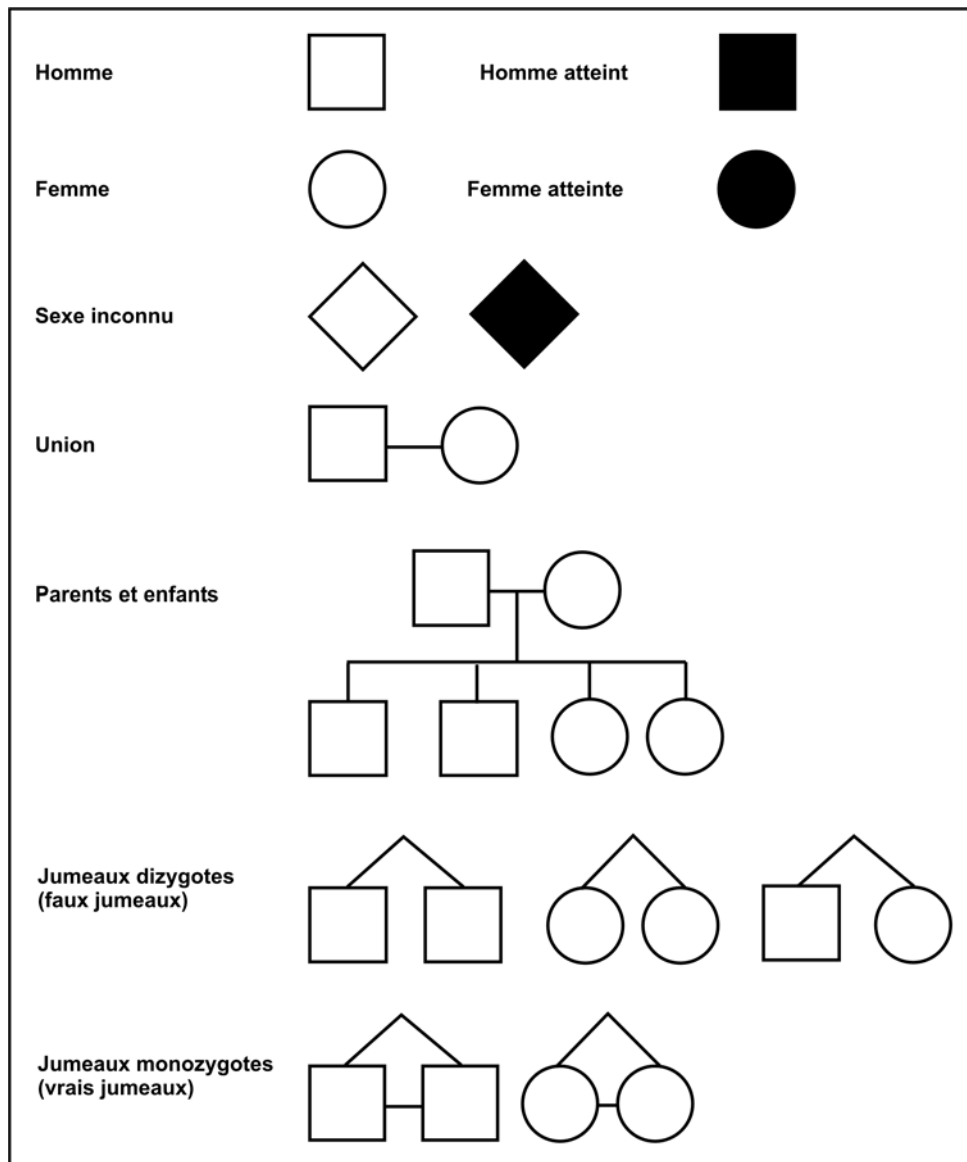 Homme
Homme atteint
Femme
Femme atteinte
Sexe inconnu
Union
Parents et enfants
Jumeaux dizygotes
(faux jumeaux)
Jumeaux monozygotes
(vrais jumeaux)